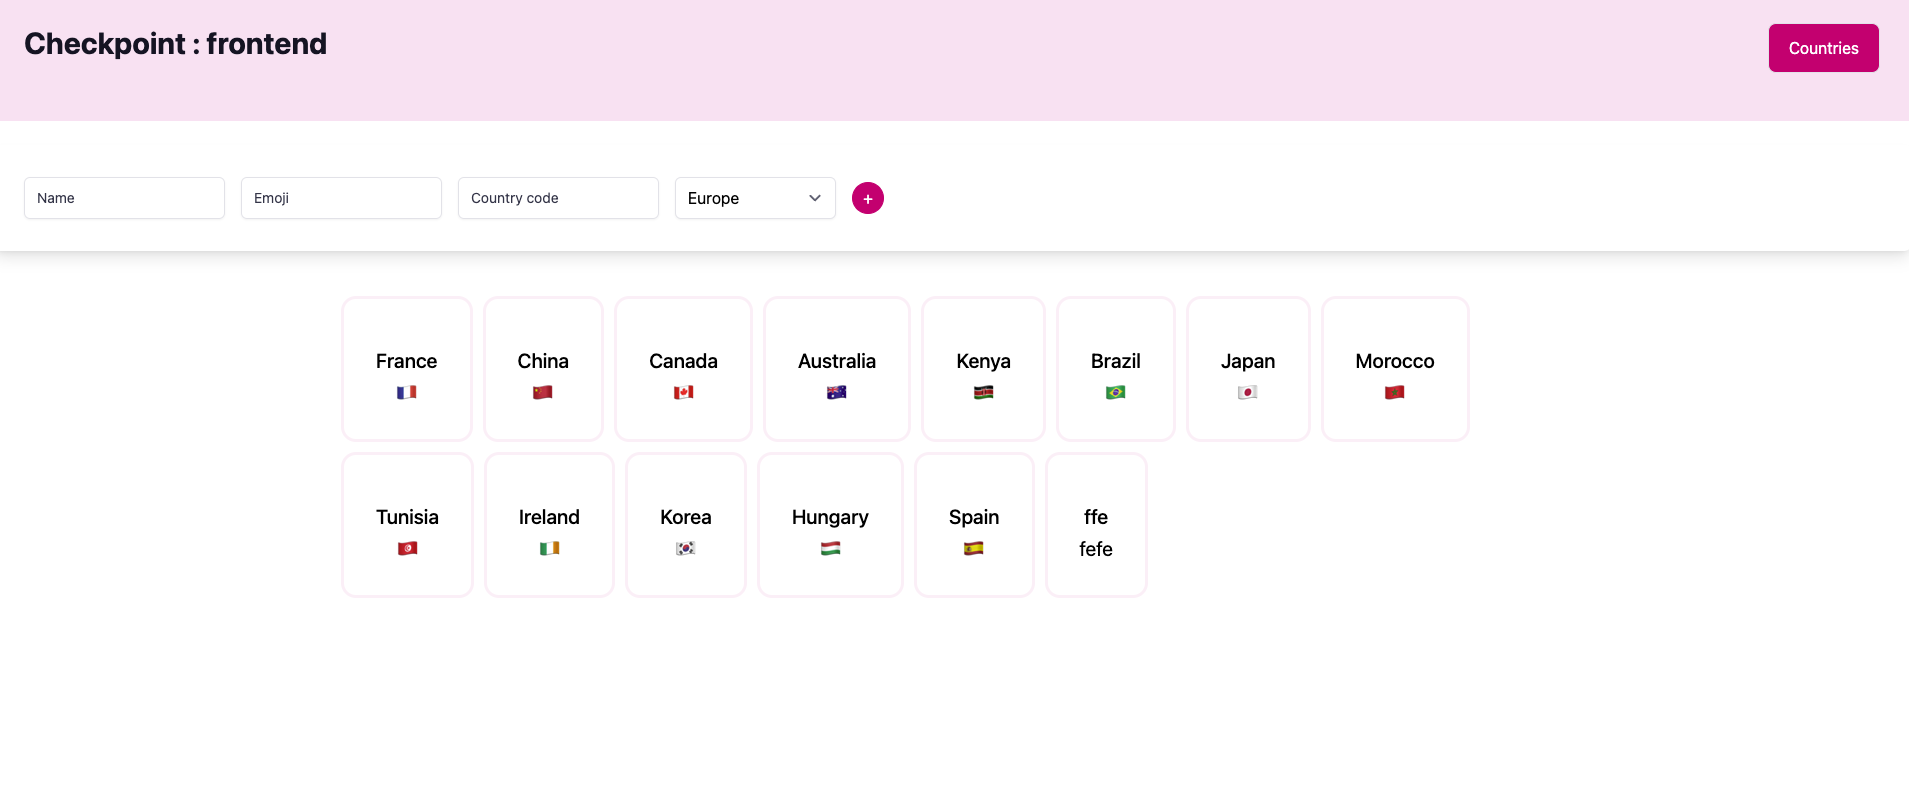 Checkpoint : frontend
Countries
Name
Emoji
Country code
Europe
+
France
China
Canada
Australia
Kenya
Brazil
Japan
Morocco
Tunisia
Ireland
Korea
Hungary
Spain
ffe
fefe